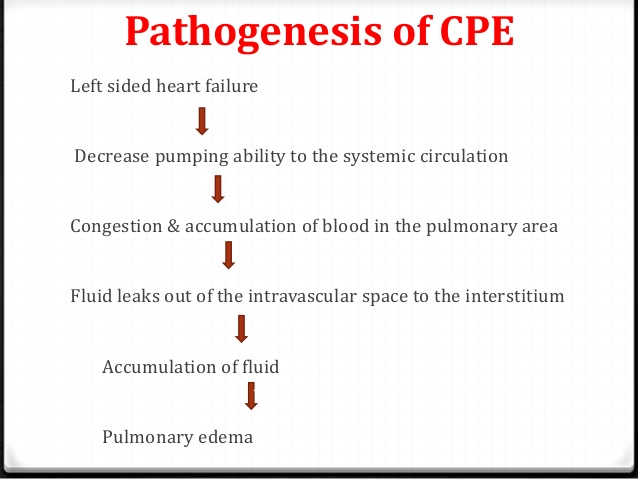 Pathogenesis of CPE
Left sided heart failure
Decrease pumping ability to the systemic circulation
Congestion & accumulation of blood in the pulmonary area
Fluid leaks out of the intravascular space to the interstitium
Accumulation of fluid
Pulmonary edema